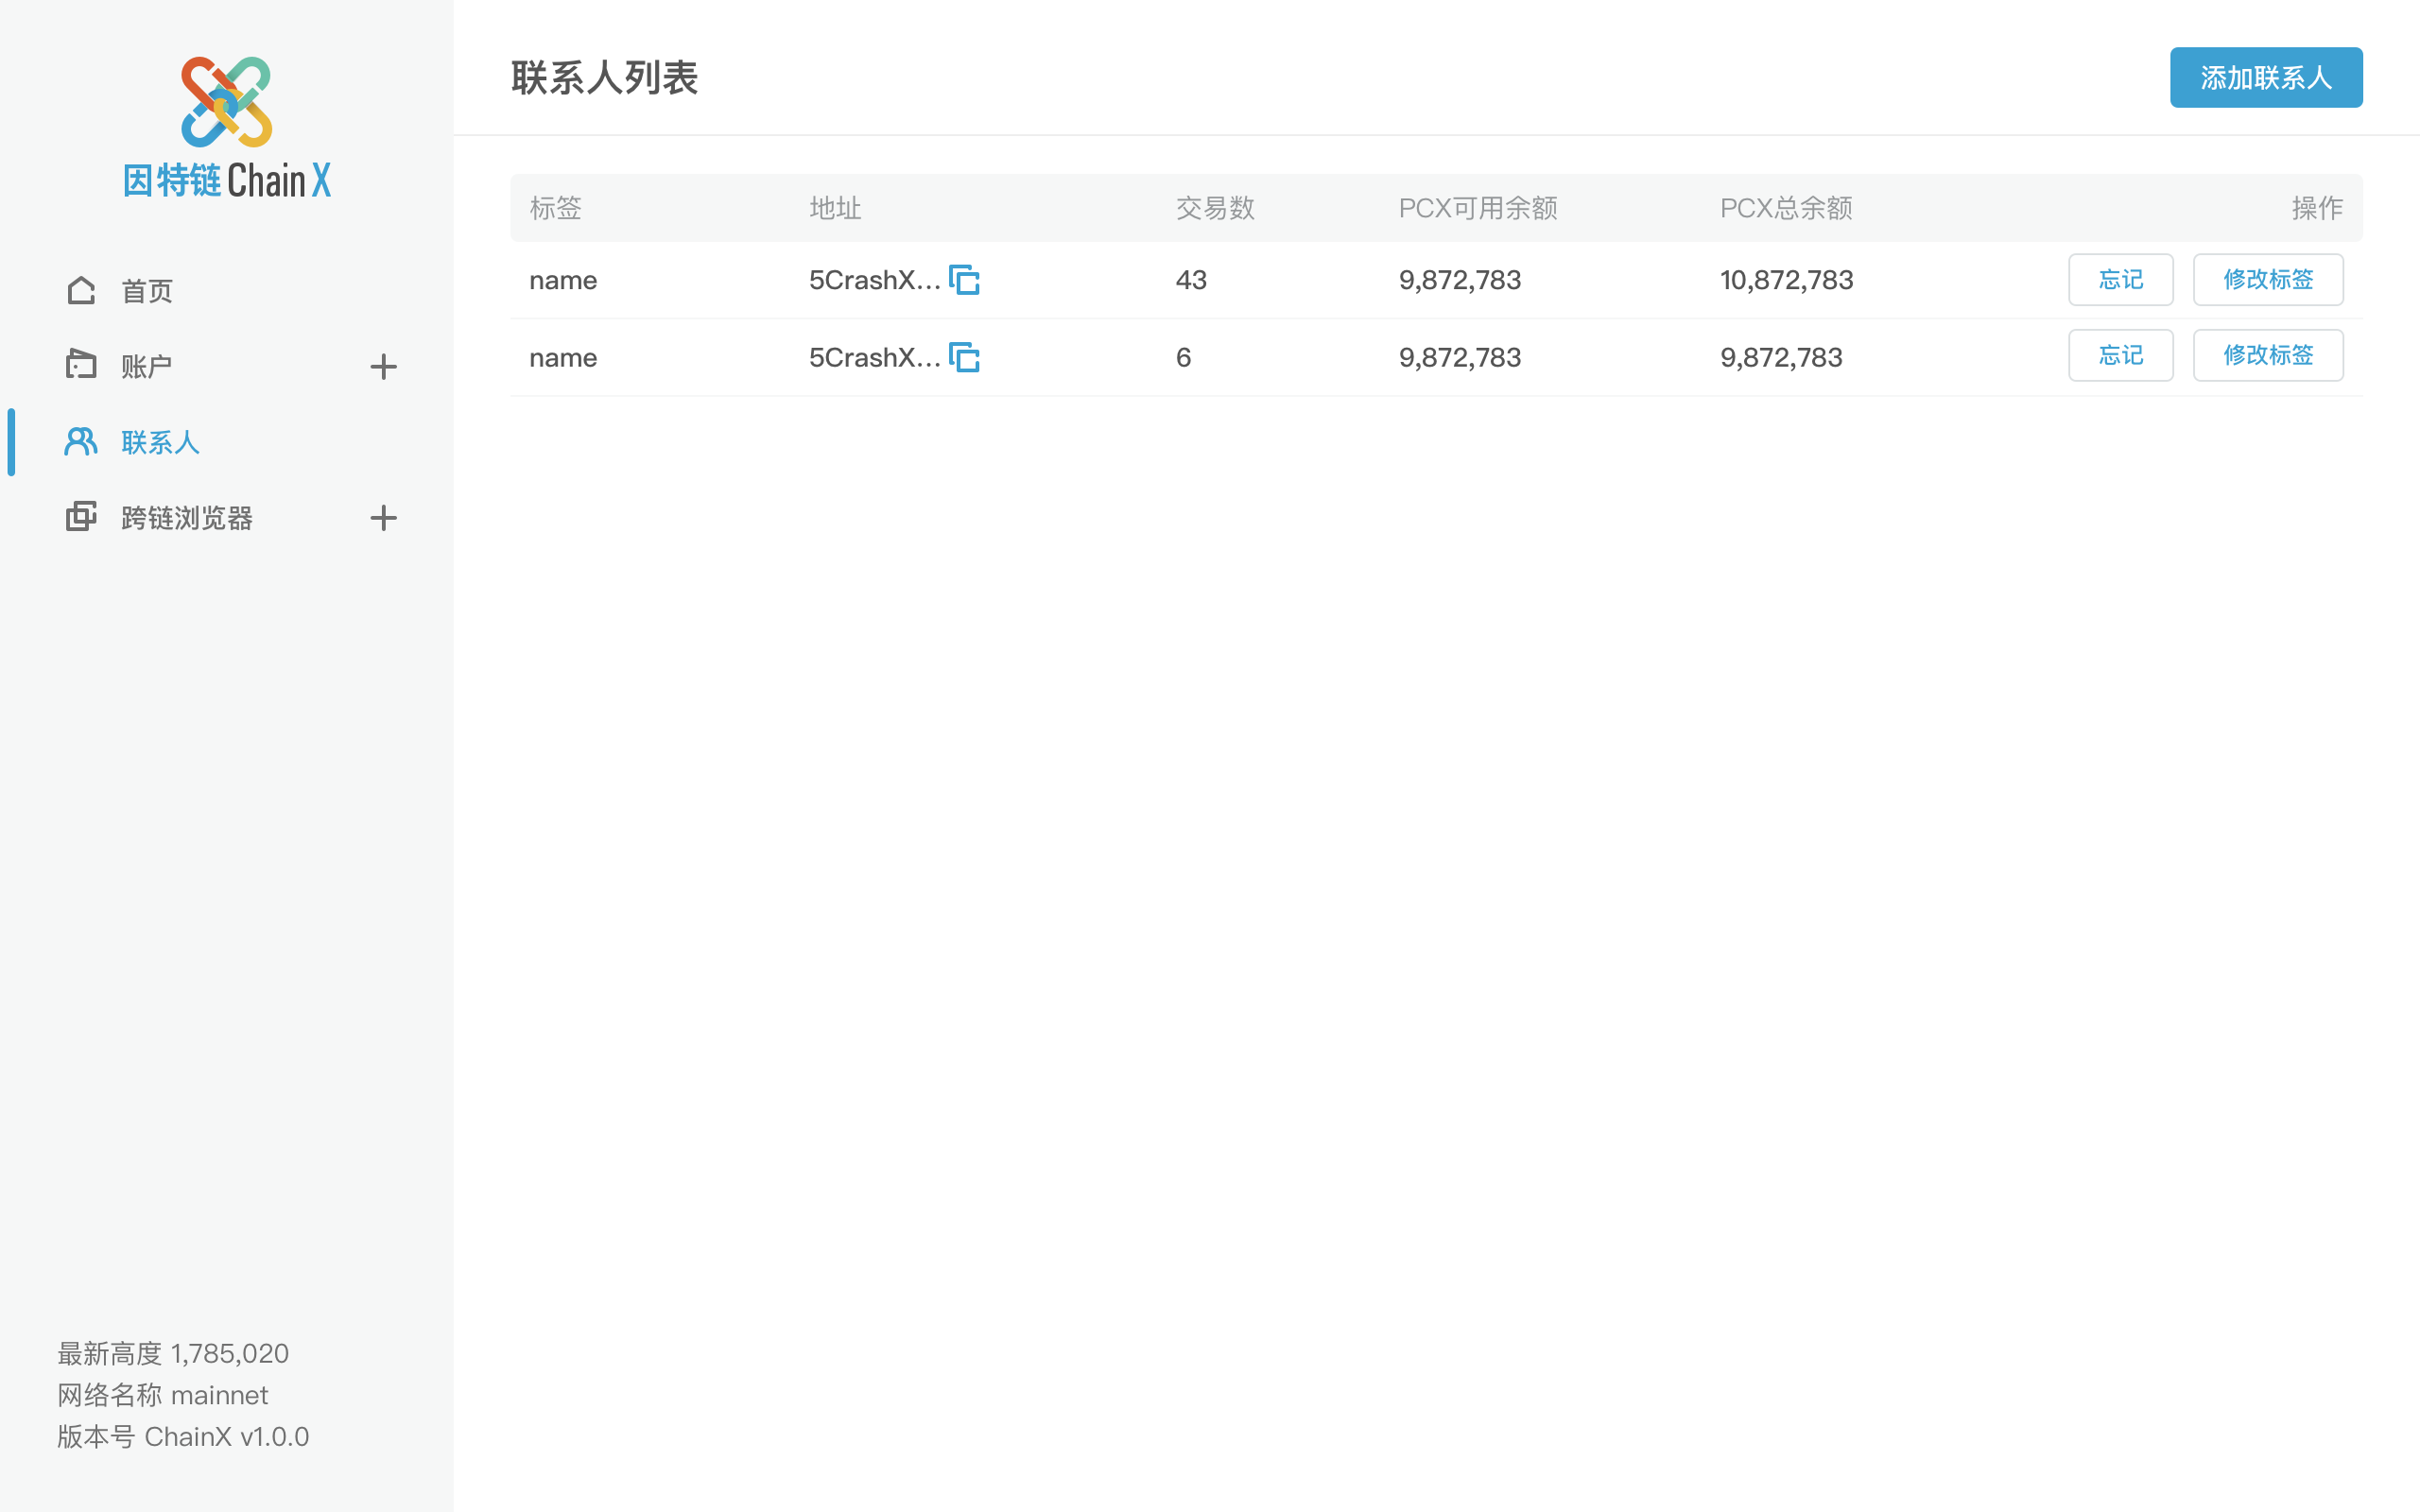 因特链 ChainX
首页
账户
联系人
跨链浏览器
最新高度 1,785,020
网络名称 mainnet
版本号 ChainX v1.0.0
联系人列表
添加联系人
标签 地址 交易数 PCX可用余额 PCX总余额 操作
name 5CrashX... 43 9,872,783 10,872,783 忘记 修改标签
name 5CrashX... 6 9,872,783 9,872,783 忘记 修改标签